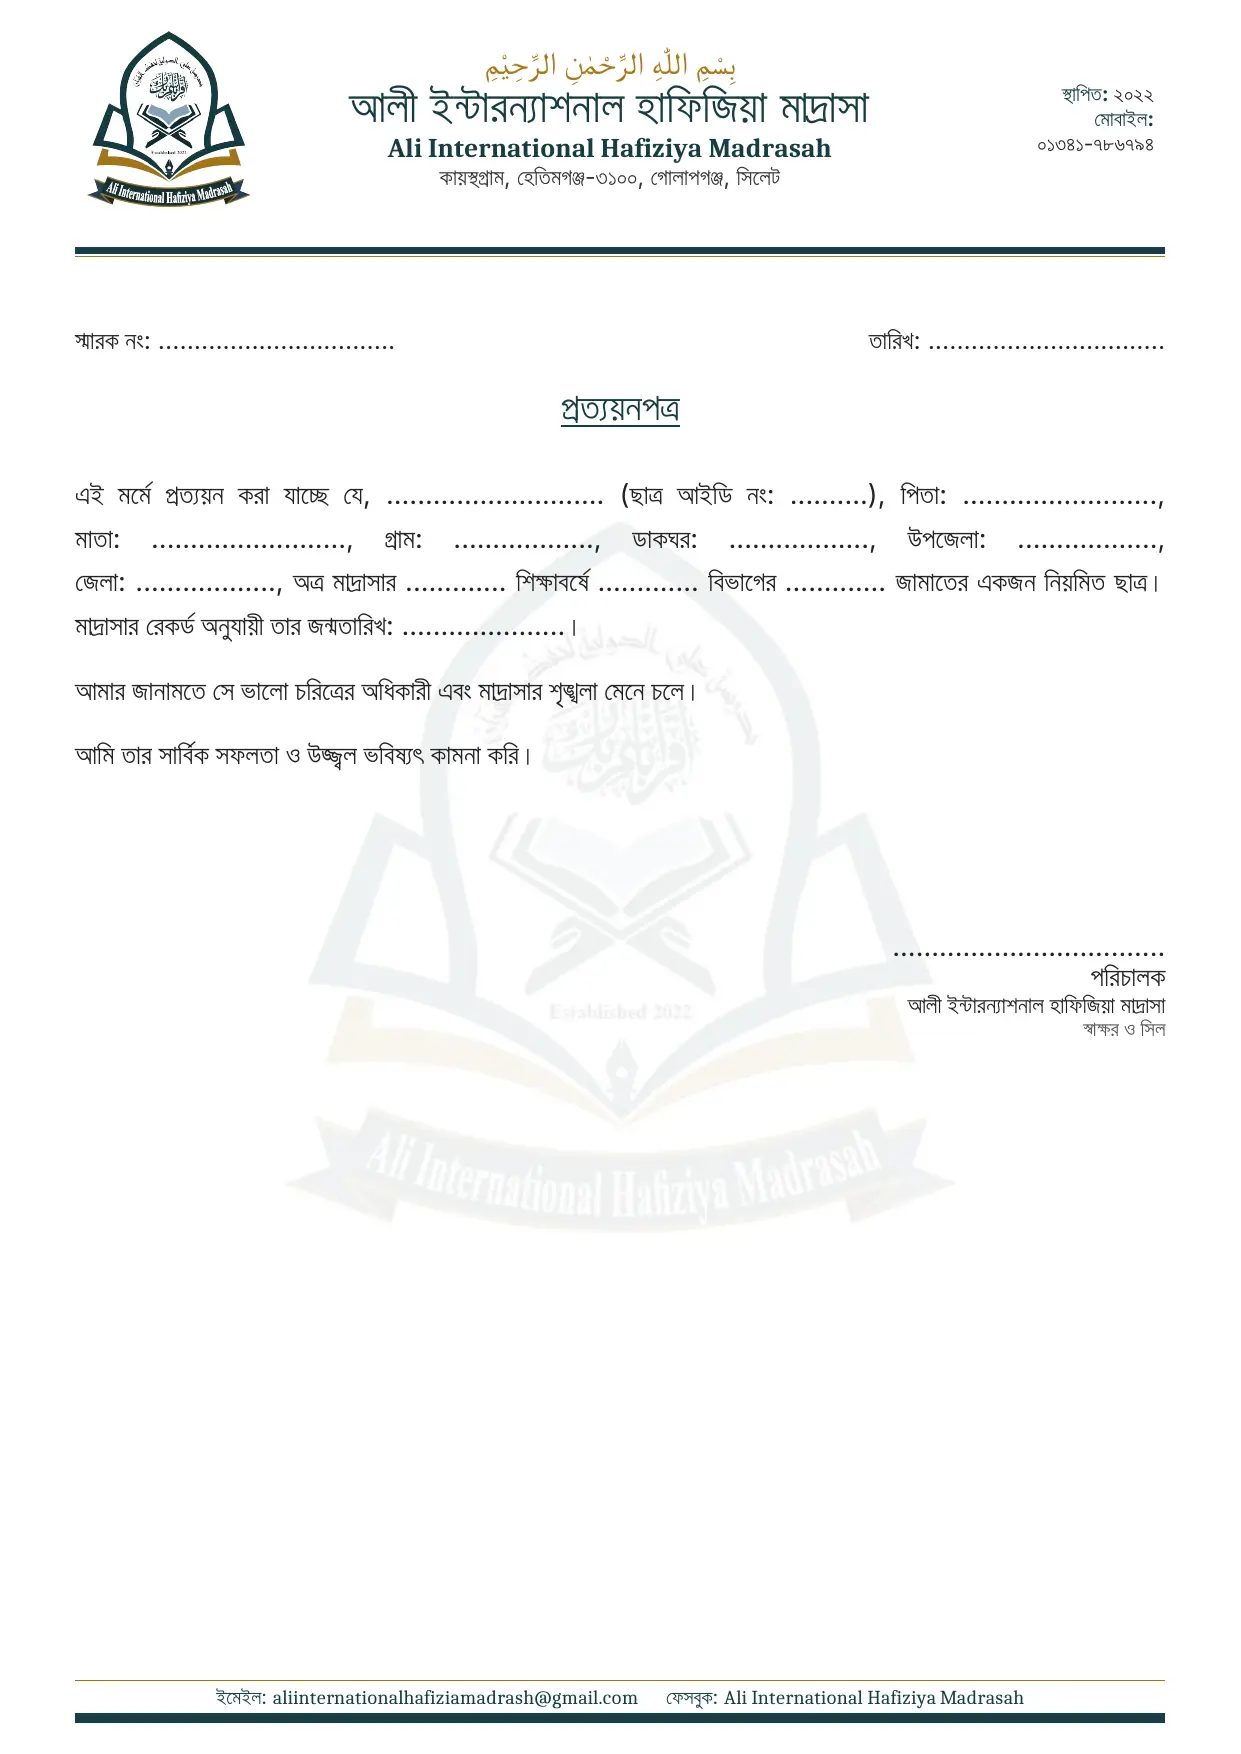 بِسْمِ اللهِ الرَّحْمٰنِ الرَّحِيْمِ
আলী ইন্টারন্যাশনাল হাফিজিয়া মাদ্রাসা
Ali International Hafiziya Madrasah
কায়স্থগ্রাম, হেতিমগঞ্জ-৩১০০, গোলাপগঞ্জ, সিলেট
স্থাপিত: ২০২২
মোবাইল:
০১৩৪১-৭৮৬৭৯৪
Established 2022
Ali International Hafiziya Madrasah
স্মারক নং: .................................
তারিখ: .................................
প্রত্যয়নপত্র
এই মর্মে প্রত্যয়ন করা যাচ্ছে যে, ............................ (ছাত্র আইডি নং: ..........), পিতা: .........................,
মাতা: ........................., গ্রাম: .................., ডাকঘর: .................., উপজেলা: ..................,
জেলা: .................., অত্র মাদ্রাসার ............. শিক্ষাবর্ষে ............. বিভাগের ............. জামাতের একজন নিয়মিত ছাত্র।
মাদ্রাসার রেকর্ড অনুযায়ী তার জন্মতারিখ: .....................।
আমার জানামতে সে ভালো চরিত্রের অধিকারী এবং মাদ্রাসার শৃঙ্খলা মেনে চলে।
আমি তার সার্বিক সফলতা ও উজ্জ্বল ভবিষ্যৎ কামনা করি।
...................................
পরিচালক
আলী ইন্টারন্যাশনাল হাফিজিয়া মাদ্রাসা
স্বাক্ষর ও সিল
Established 2022
Ali International Hafiziya Madrasah
ইমেইল: aliinternationalhafiziamadrash@gmail.com ফেসবুক: Ali International Hafiziya Madrasah